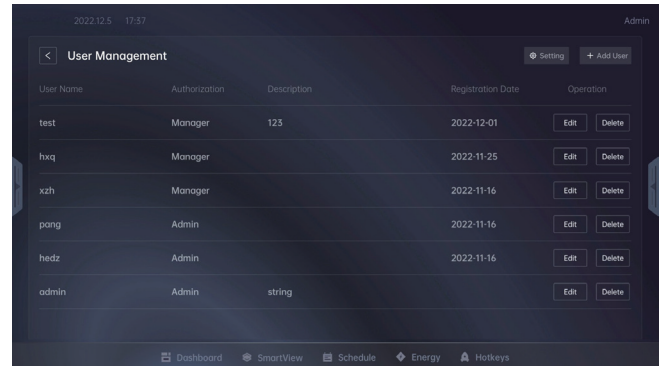 2022.12.5 17:37 Admin
< User Management Setting + Add User
User Name Authorization Description Registration Date Operation
test Manager 123 2022-12-01 Edit Delete
hxq Manager 2022-11-25 Edit Delete
xzh Manager 2022-11-16 Edit Delete
pang Admin 2022-11-16 Edit Delete
hedz Admin 2022-11-16 Edit Delete
admin Admin string Edit Delete
Dashboard SmartView Schedule Energy Hotkeys